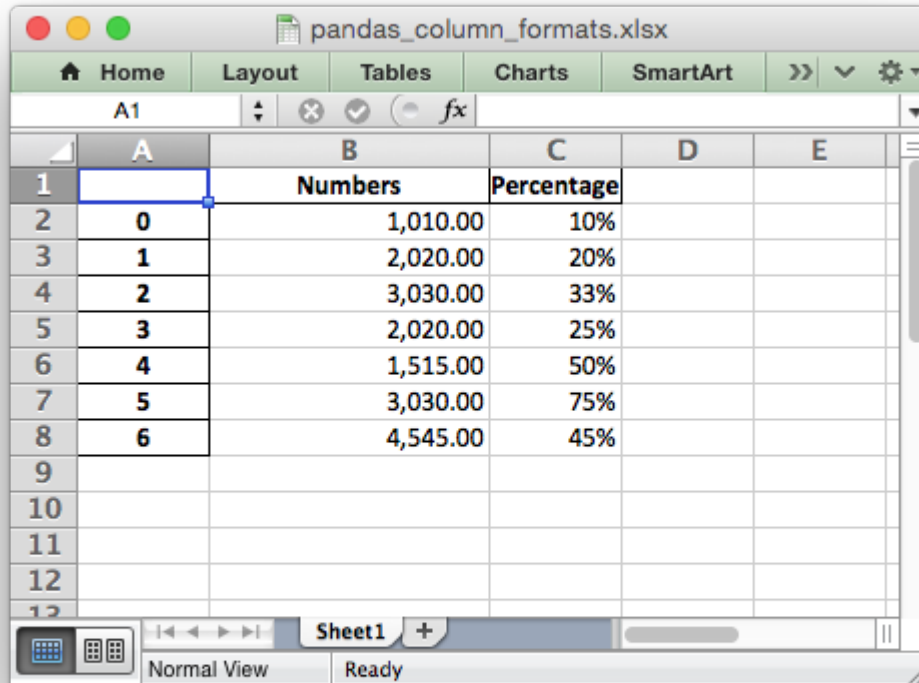 pandas_column_formats.xlsx
Home Layout Tables Charts SmartArt
A1 fx
A B C D E
1 Numbers Percentage
2 0 1,010.00 10%
3 1 2,020.00 20%
4 2 3,030.00 33%
5 3 2,020.00 25%
6 4 1,515.00 50%
7 5 3,030.00 75%
8 6 4,545.00 45%
9
10
11
12
13
Sheet1
Normal View Ready